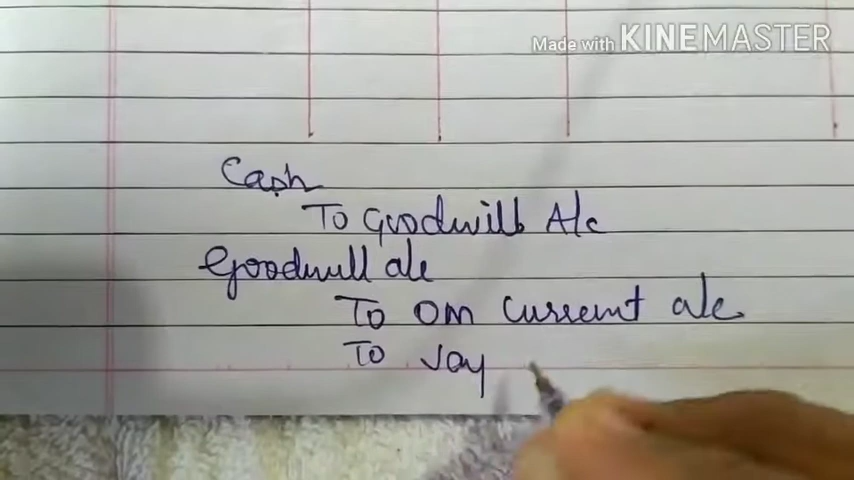 Made with KINEMASTER
Cash
To Goodwill A/c
Goodwill a/c
To Om Current a/c
To Jay